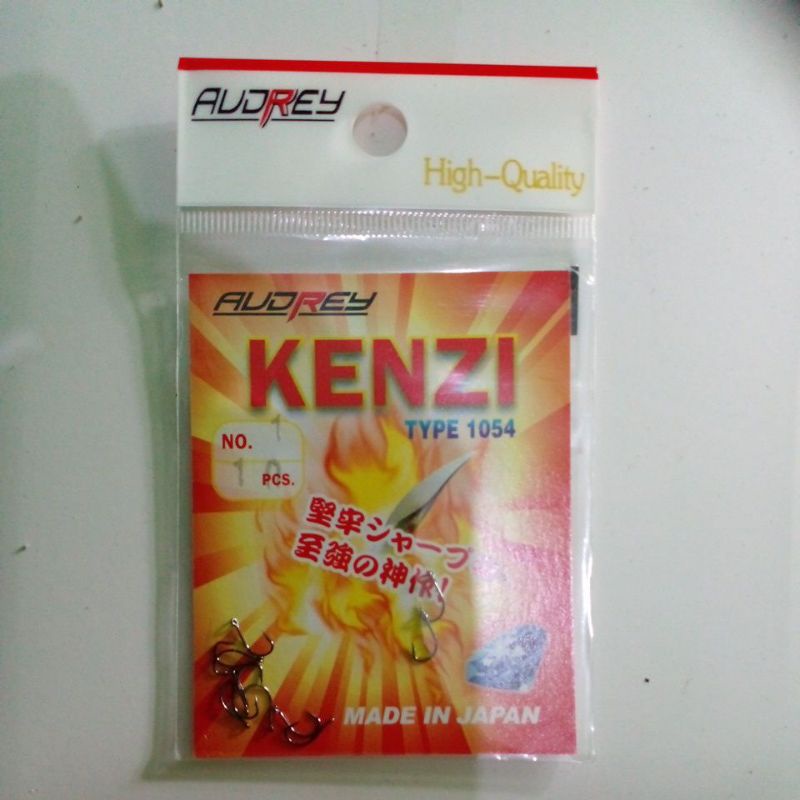 AUDREY
High-Quality
AUDREY
KENZI
TYPE 1054
NO. 1
10 PCS.
堅牢シャープ
至強の神作!
MADE IN JAPAN